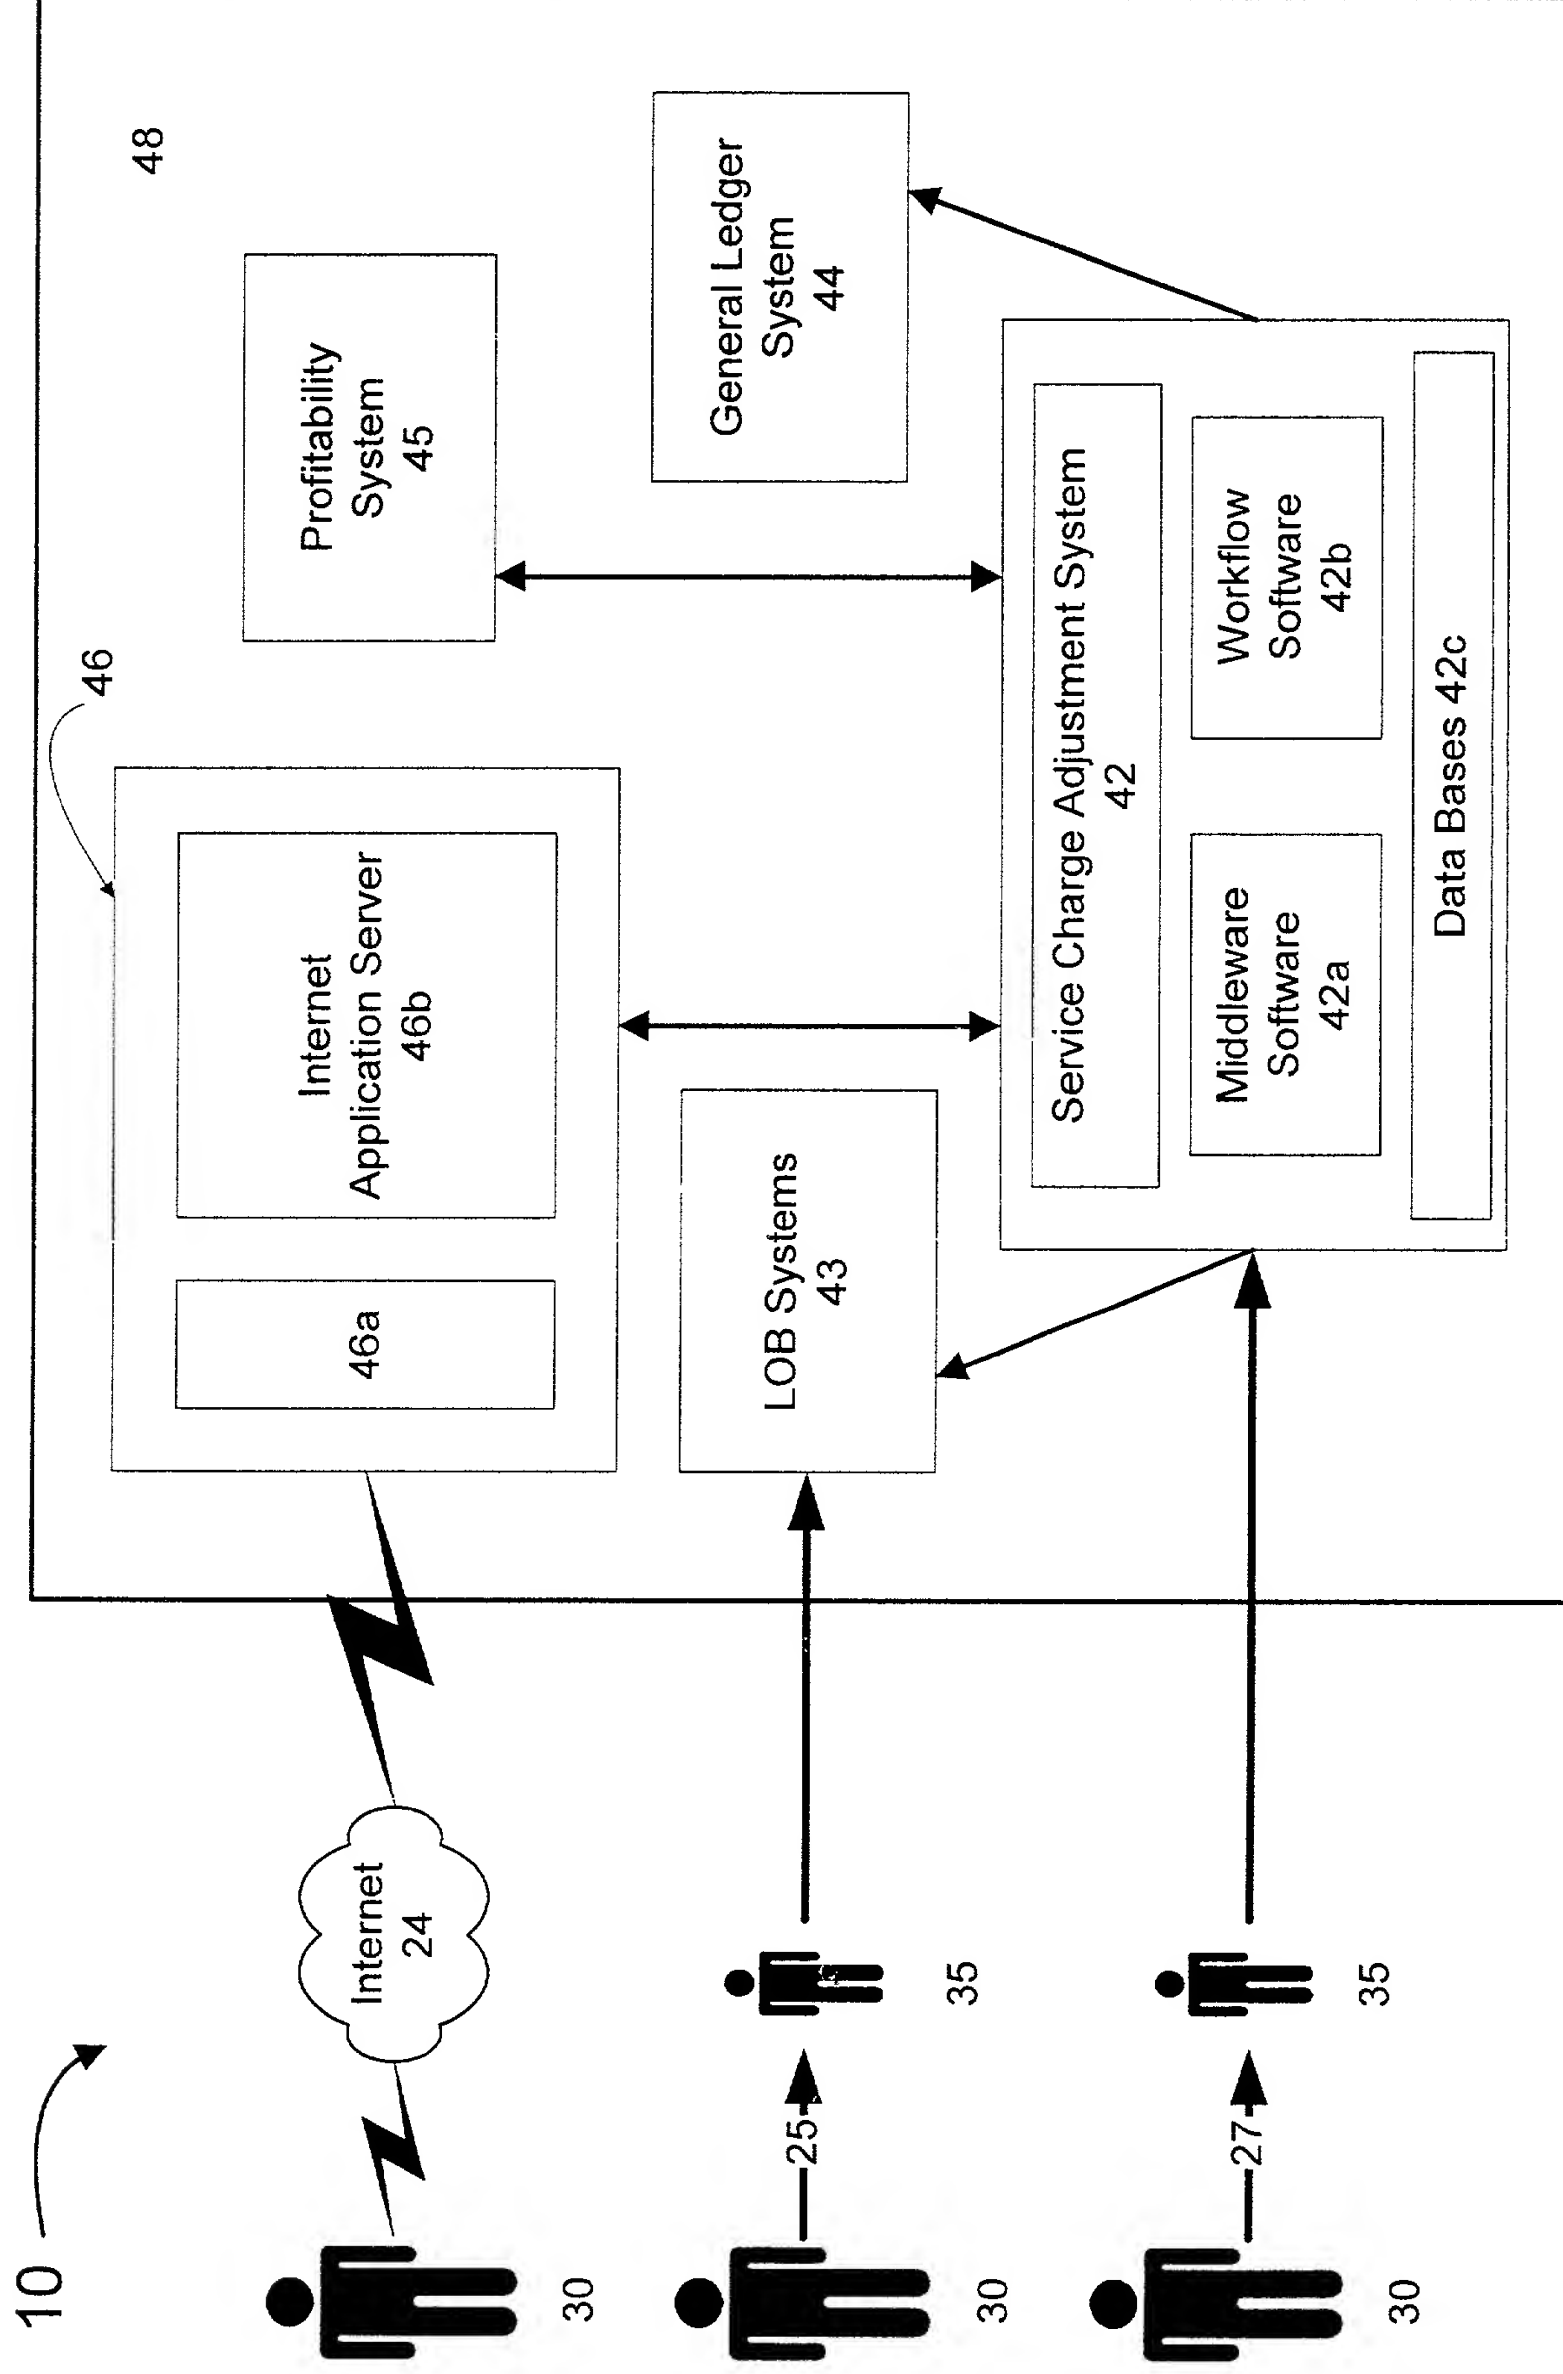 10
30
30
30
Internet
24
25
27
35
35
46
46a
Internet
Application Server
46b
LOB Systems
43
Profitability
System
45
General Ledger
System
44
48
Service Charge Adjustment System
42
Middleware
Software
42a
Workflow
Software
42b
Data Bases 42c